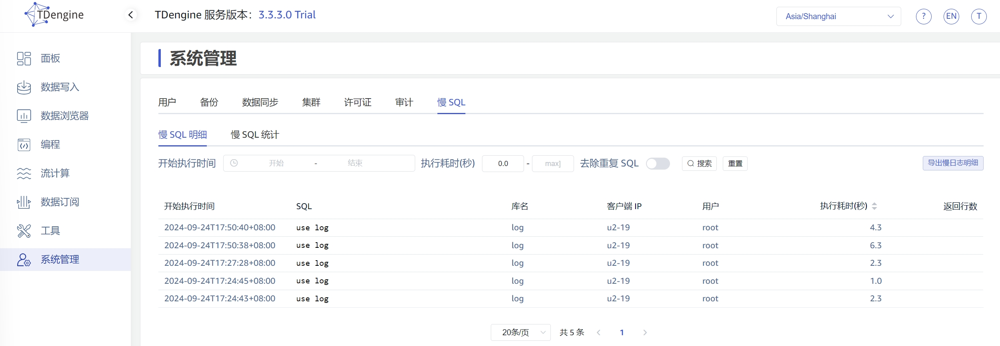 TDengine
TDengine 服务版本： 3.3.3.0 Trial
Asia/Shanghai
?
EN
T
面板
数据写入
数据浏览器
编程
流计算
数据订阅
工具
系统管理
系统管理
用户 备份 数据同步 集群 许可证 审计 慢 SQL
慢 SQL 明细 慢 SQL 统计
开始执行时间 开始 - 结束 执行耗时(秒) 0.0 - max] 去除重复 SQL 搜索 重置 导出慢日志明细
开始执行时间 SQL 库名 客户端 IP 用户 执行耗时(秒) 返回行数
2024-09-24T17:50:40+08:00 use log log u2-19 root 4.3
2024-09-24T17:50:38+08:00 use log log u2-19 root 6.3
2024-09-24T17:27:28+08:00 use log log u2-19 root 2.3
2024-09-24T17:24:45+08:00 use log log u2-19 root 1.0
2024-09-24T17:24:43+08:00 use log log u2-19 root 2.3
20条/页 共 5 条 1